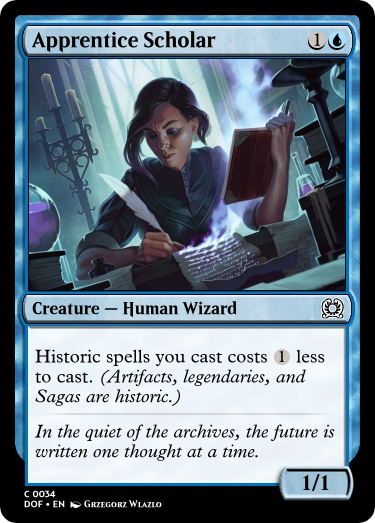 Apprentice Scholar 1
Creature — Human Wizard
Historic spells you cast costs 1 less
to cast. (Artifacts, legendaries, and
Sagas are historic.)
In the quiet of the archives, the future is
written one thought at a time.
1/1
C 0034
DOF • EN Grzegorz Wlazlo